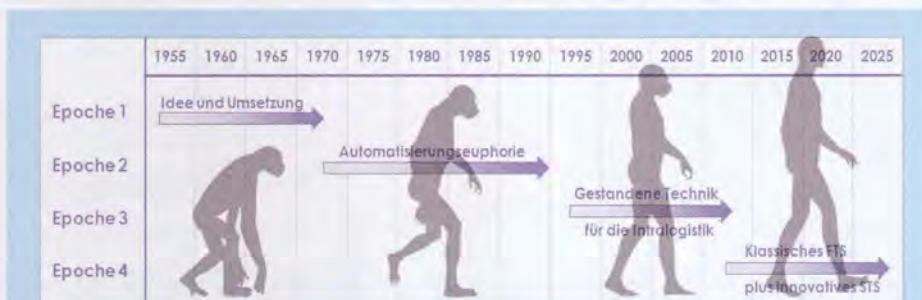 1955 1960 1965 1970 1975 1980 1985 1990 1995 2000 2005 2010 2015 2020 2025
Epoche 1
Idee und Umsetzung
Epoche 2
Automatisierungseuphorie
Epoche 3
Gestandene Technik
für die Intralogistik
Epoche 4
Klassisches FTS
plus innovatives STS